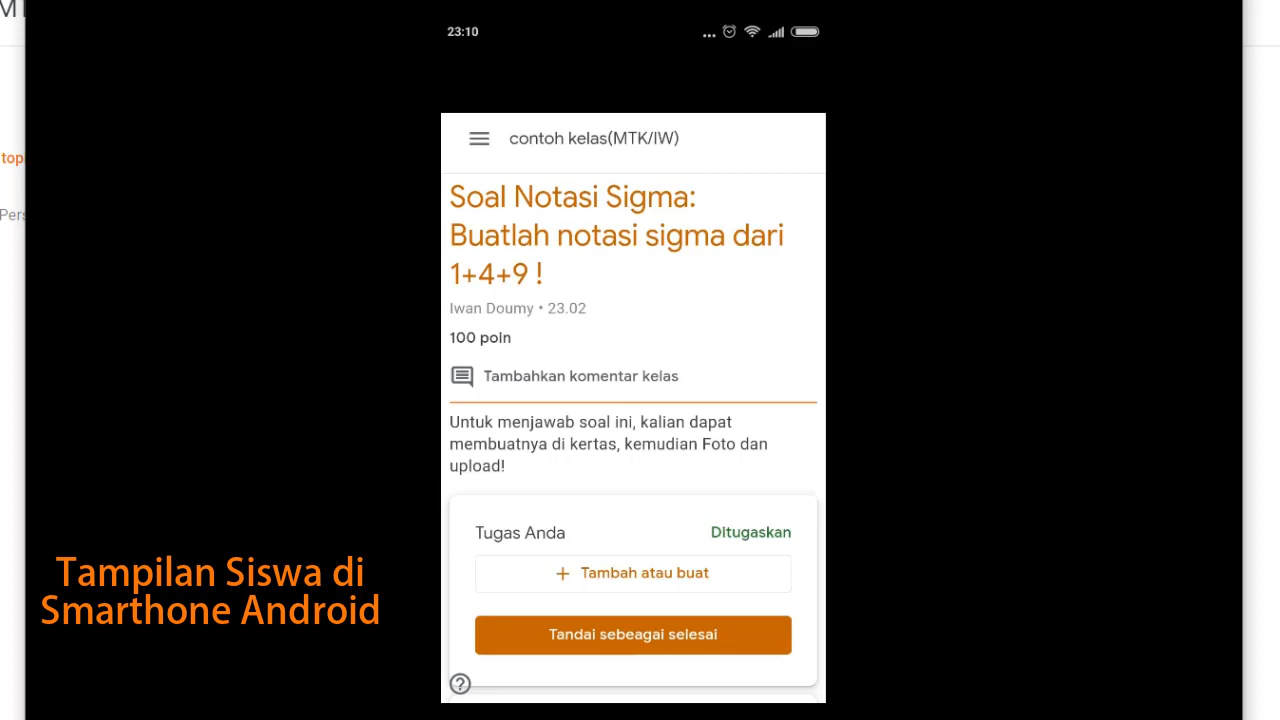 23:10
contoh kelas(MTK/IW)
Soal Notasi Sigma:
Buatlah notasi sigma dari
1+4+9 !
Iwan Doumy • 23.02
100 poin
Tambahkan komentar kelas
Untuk menjawab soal ini, kalian dapat
membuatnya di kertas, kemudian Foto dan
upload!
Tugas Anda
Ditugaskan
+ Tambah atau buat
Tandai sebeagai selesai
Tampilan Siswa di
Smarthone Android
top
Pers